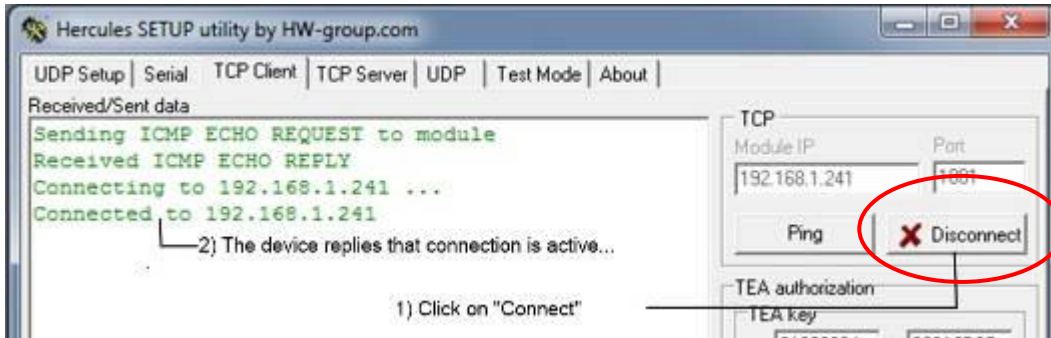 Hercules SETUP utility by HW-group.com
UDP Setup Serial TCP Client TCP Server UDP Test Mode About
Received/Sent data
Sending ICMP ECHO REQUEST to module
Received ICMP ECHO REPLY
Connecting to 192.168.1.241 ...
Connected to 192.168.1.241
2) The device replies that connection is active...
1) Click on "Connect"
TCP
Module IP Port
192.168.1.241 1001
Ping Disconnect
TEA authorization
TEA key